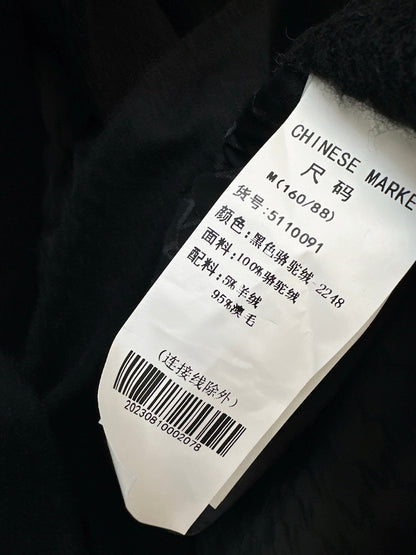 CHINESE MARKE
尺码
M(160/88)
货号:5110091
颜色:黑色骆驼绒-2248
面料:100%骆驼绒
配料:5%羊绒
95%澳毛
(连接线除外)
20230810002078